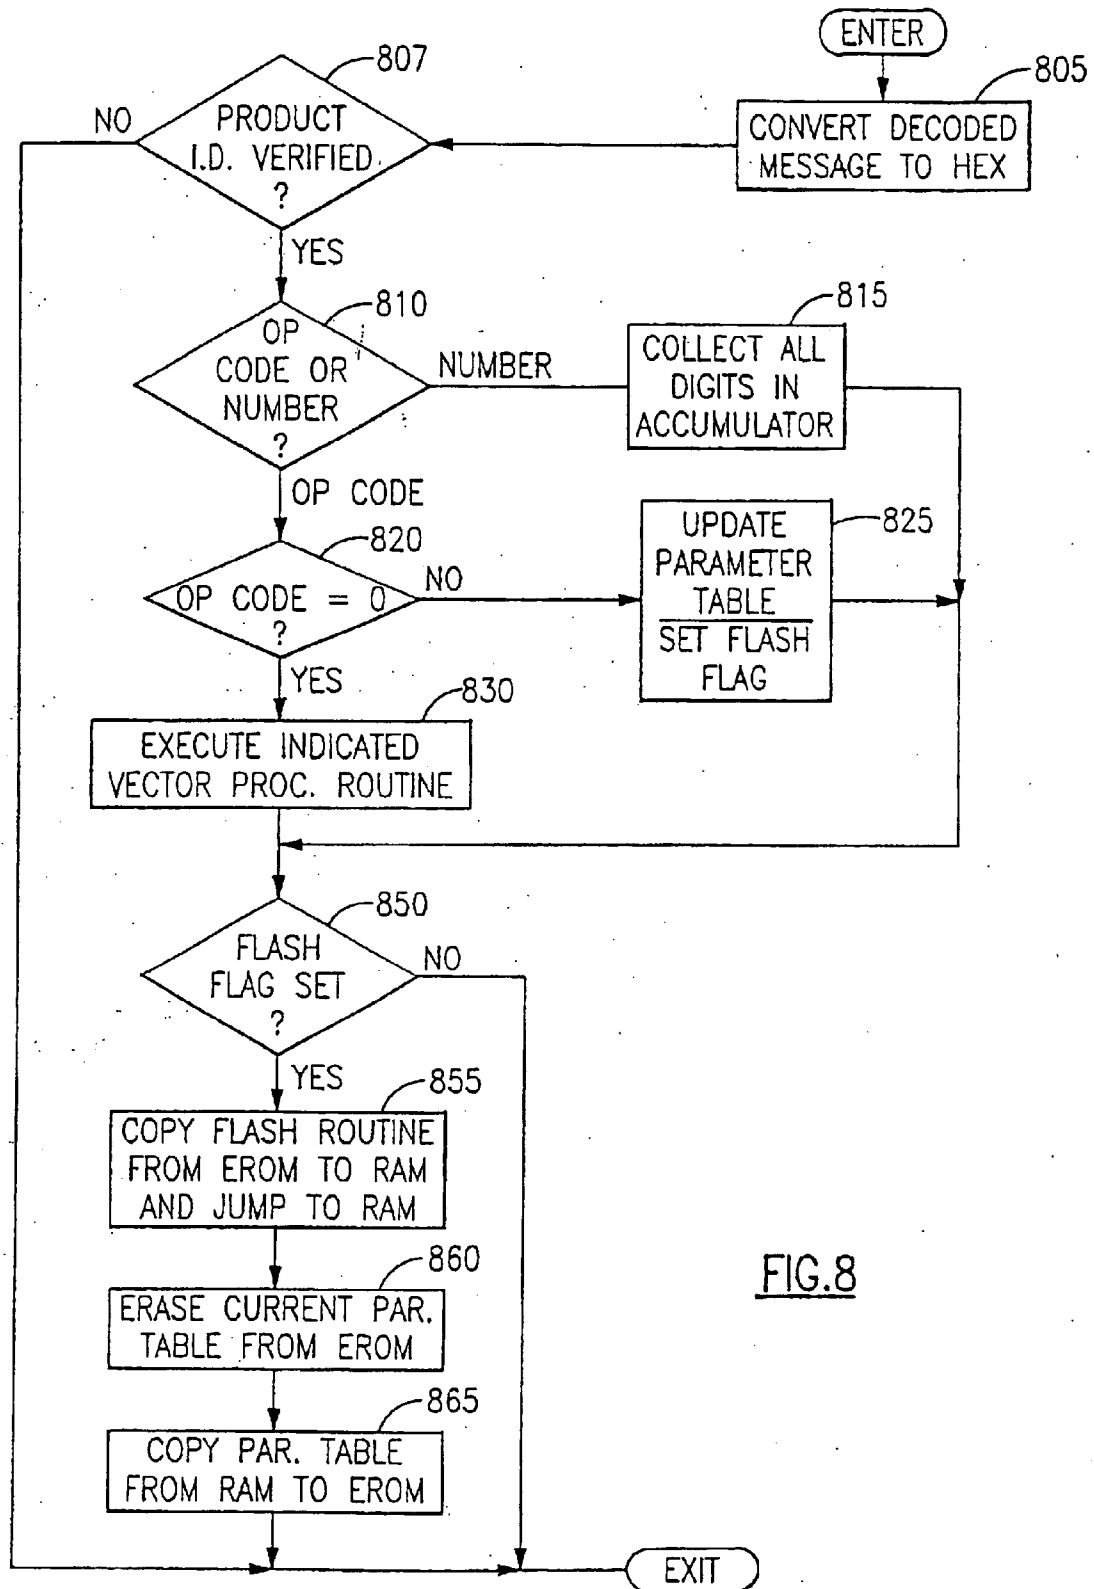 ENTER
805
CONVERT DECODED
MESSAGE TO HEX
807
PRODUCT
I.D. VERIFIED
?
NO
YES
810
OP
CODE OR
NUMBER
?
NUMBER
815
COLLECT ALL
DIGITS IN
ACCUMULATOR
OP CODE
820
OP CODE = 0
?
NO
825
UPDATE
PARAMETER
TABLE
SET FLASH
FLAG
YES
830
EXECUTE INDICATED
VECTOR PROC. ROUTINE
850
FLASH
FLAG SET
?
NO
YES
855
COPY FLASH ROUTINE
FROM EROM TO RAM
AND JUMP TO RAM
860
ERASE CURRENT PAR.
TABLE FROM EROM
865
COPY PAR. TABLE
FROM RAM TO EROM
EXIT
FIG.8